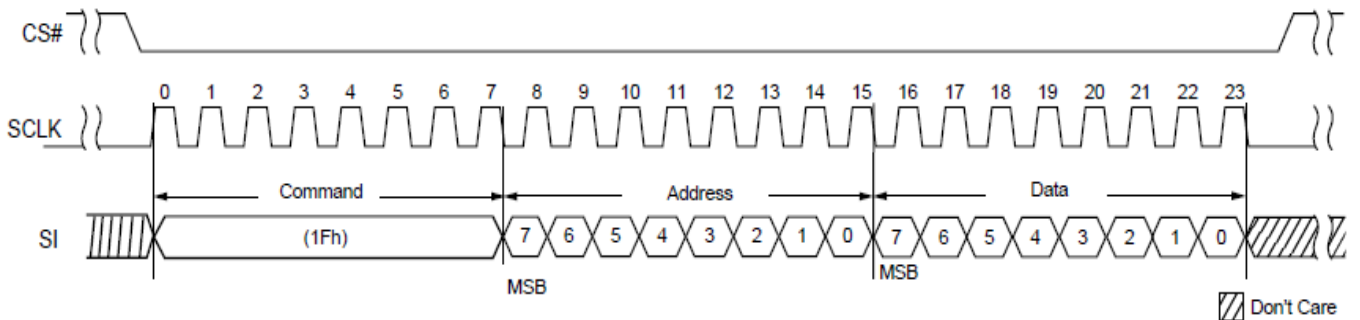 CS#
0 1 2 3 4 5 6 7 8 9 10 11 12 13 14 15 16 17 18 19 20 21 22 23
SCLK
Command Address Data
SI (1Fh) 7 6 5 4 3 2 1 0 7 6 5 4 3 2 1 0
MSB MSB
Don't Care